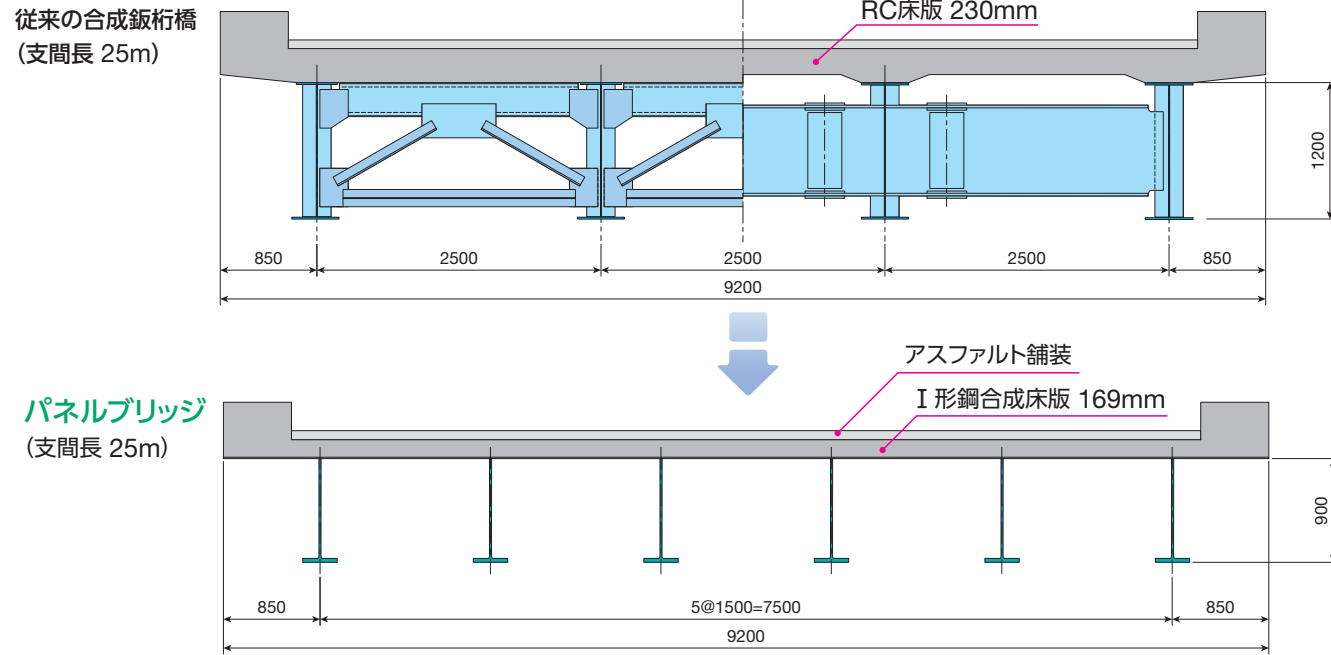 従来の合成鈑桁橋
(支間長 25m)
RC床版 230mm
1200
850
2500
2500
2500
850
9200
アスファルト舗装
I 形鋼合成床版 169mm
パネルブリッジ
(支間長 25m)
900
850
5@1500=7500
850
9200